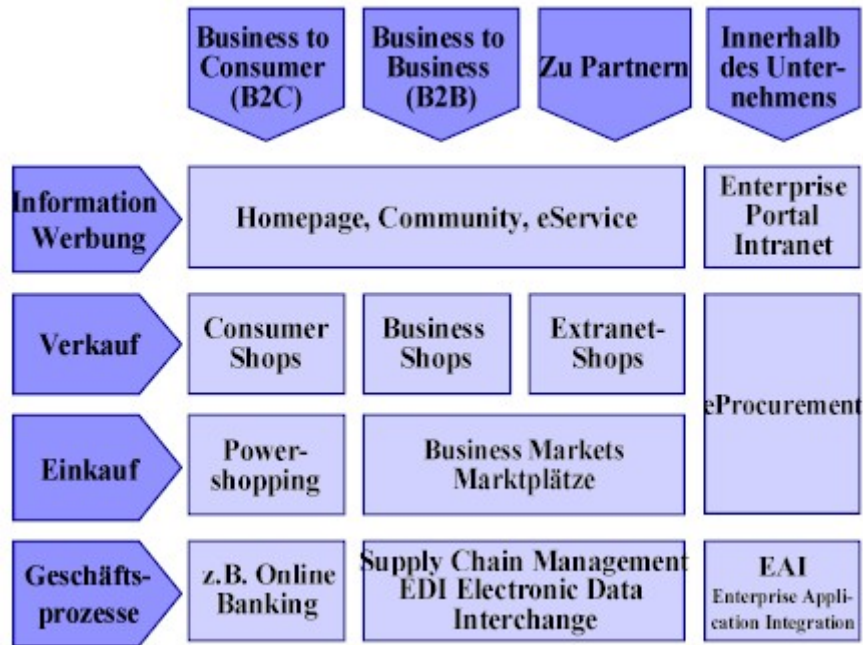 Business to
Consumer
(B2C)
Business to
Business
(B2B)
Zu Partnern
Innerhalb
des Unter-
nehmens
Information
Werbung
Homepage, Community, eService
Enterprise
Portal
Intranet
Verkauf
Consumer
Shops
Business
Shops
Extranet-
Shops
eProcurement
Einkauf
Power-
shopping
Business Markets
Marktplätze
Geschäfts-
prozesse
z.B. Online
Banking
Supply Chain Management
EDI Electronic Data
Interchange
EAI
Enterprise Appli-
cation Integration